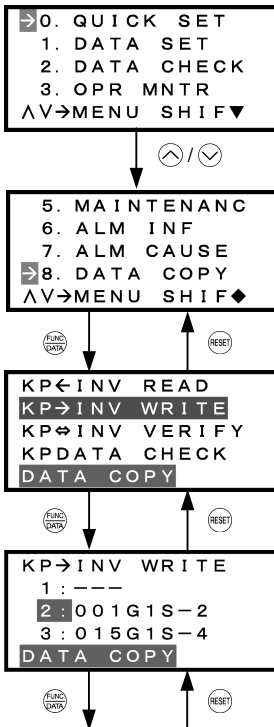 →0. QUICK SET
1. DATA SET
2. DATA CHECK
3. OPR MNTR
∧∨→MENU SHIF▼
/
5. MAINTENANC
6. ALM INF
7. ALM CAUSE
→8. DATA COPY
∧∨→MENU SHIF◆
FUNC DATA
RESET
KP←INV READ
KP→INV WRITE
KP⇔INV VERIFY
KPDATA CHECK
DATA COPY
FUNC DATA
RESET
KP→INV WRITE
1:---
2:001G1S-2
3:015G1S-4
DATA COPY
FUNC DATA
RESET